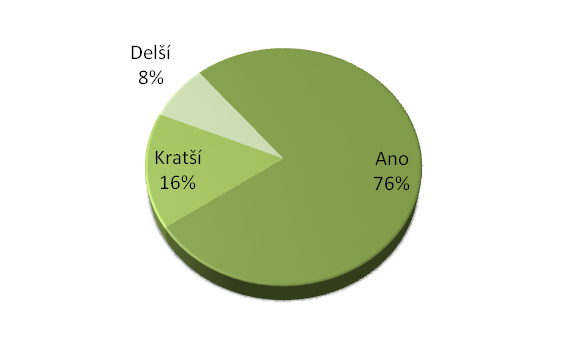 Delší
8%
Kratší
16%
Ano
76%